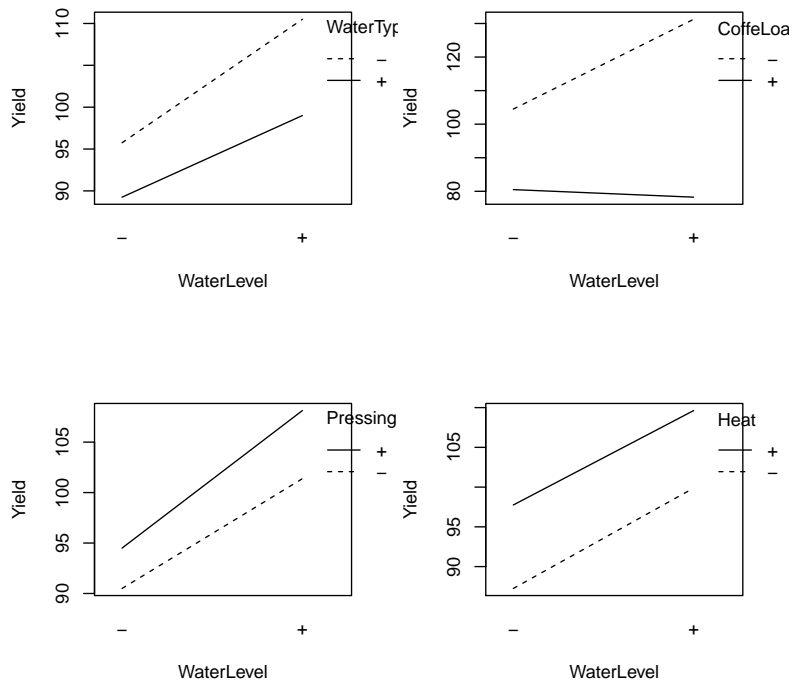 WaterTyp
−
+
110
100
95
90
Yield
−
+
WaterLevel
CoffeLoa
−
+
120
100
80
Yield
−
+
WaterLevel
Pressing
+
−
105
100
95
90
Yield
−
+
WaterLevel
Heat
+
−
105
95
90
Yield
−
+
WaterLevel